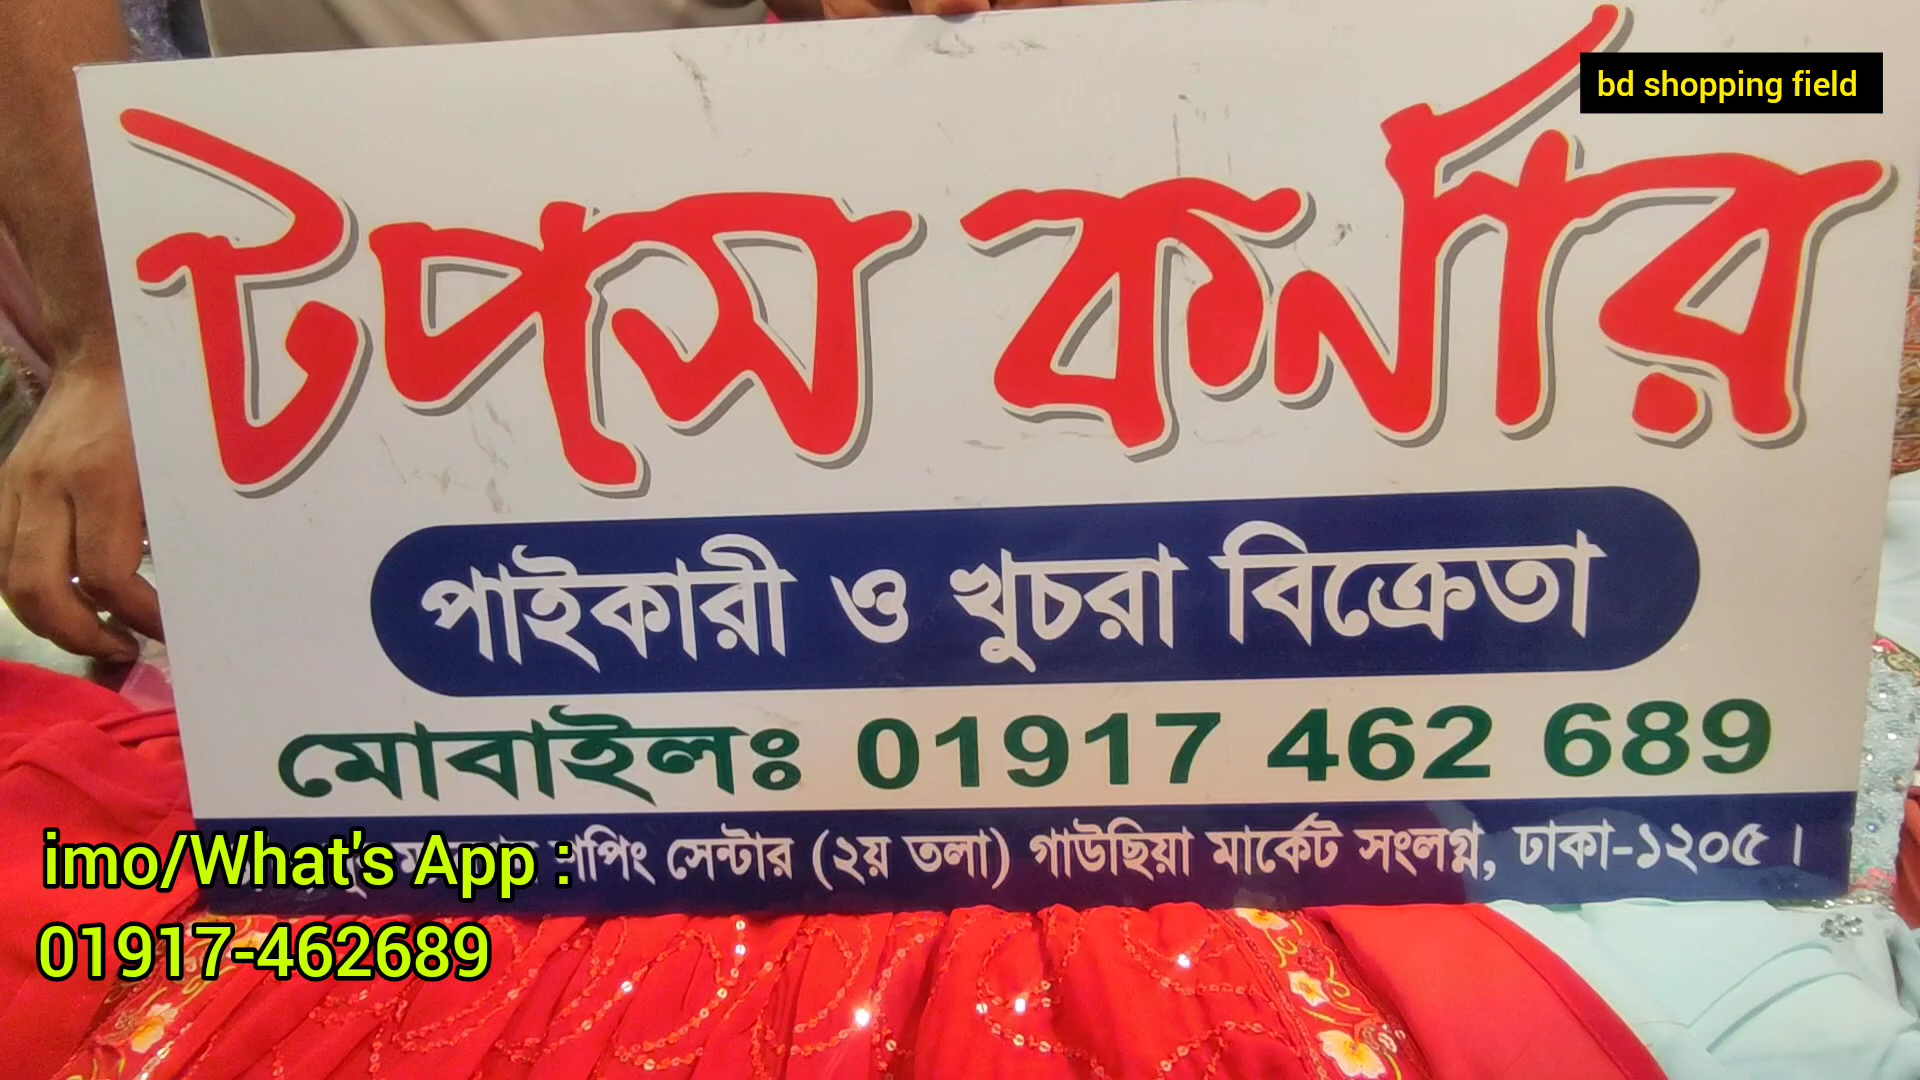 bd shopping field
টপস কর্ণার
পাইকারী ও খুচরা বিক্রেতা
মোবাইলঃ 01917 462 689
শপিং সেন্টার (২য় তলা) গাউছিয়া মার্কেট সংলগ্ন, ঢাকা-১২০৫।
imo/What's App :
01917-462689